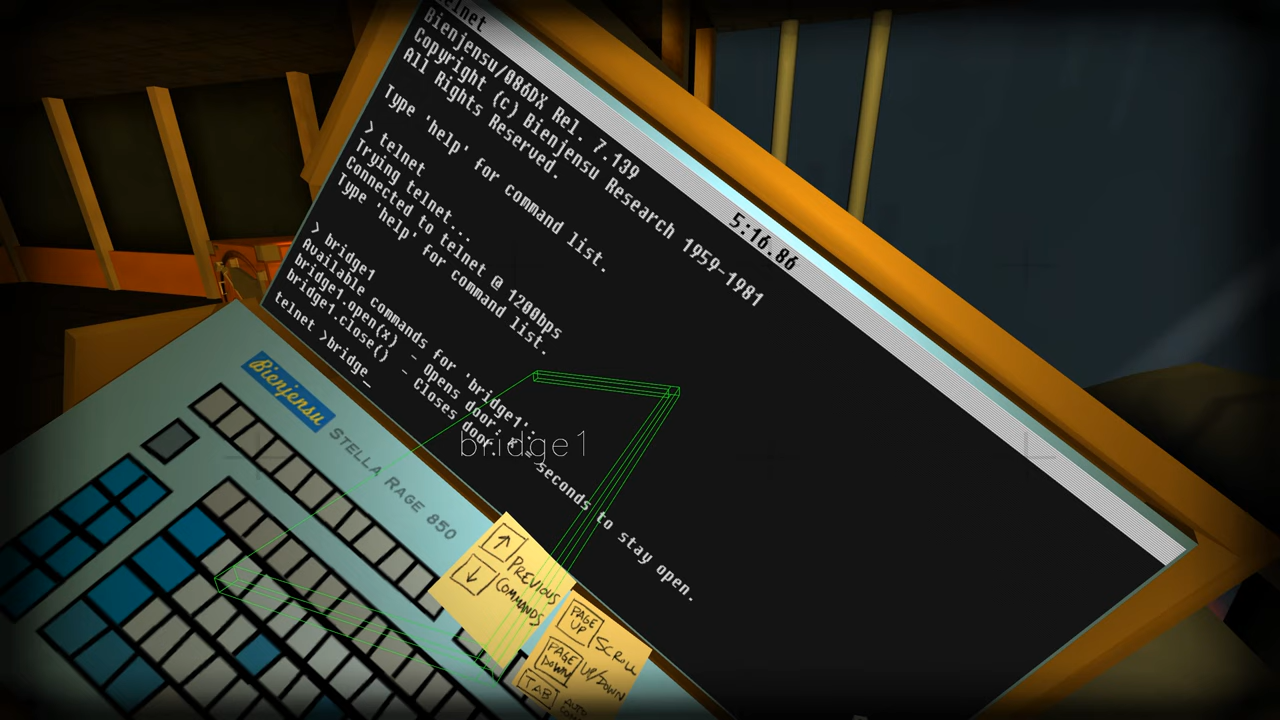 telnet
5:16.86
Bienjensu/086DX Rel. 7.139
Copyright (c) Bienjensu Research 1959-1981
All Rights Reserved.
Type 'help' for command list.
> telnet
Trying telnet...
Connected to telnet @ 1200bps
Type 'help' for command list.
> bridge1
Available commands for 'bridge1':
bridge1.open(x) - Opens door: x = seconds to stay open.
bridge1.close() - Closes door.
telnet >bridge_
bridge1
Bienjensu
STELLA RAGE 850
↑ PREVIOUS
↓ COMMANDS
PAGE UP SCROLL
PAGE DOWN UP/DOWN
TAB AUTO